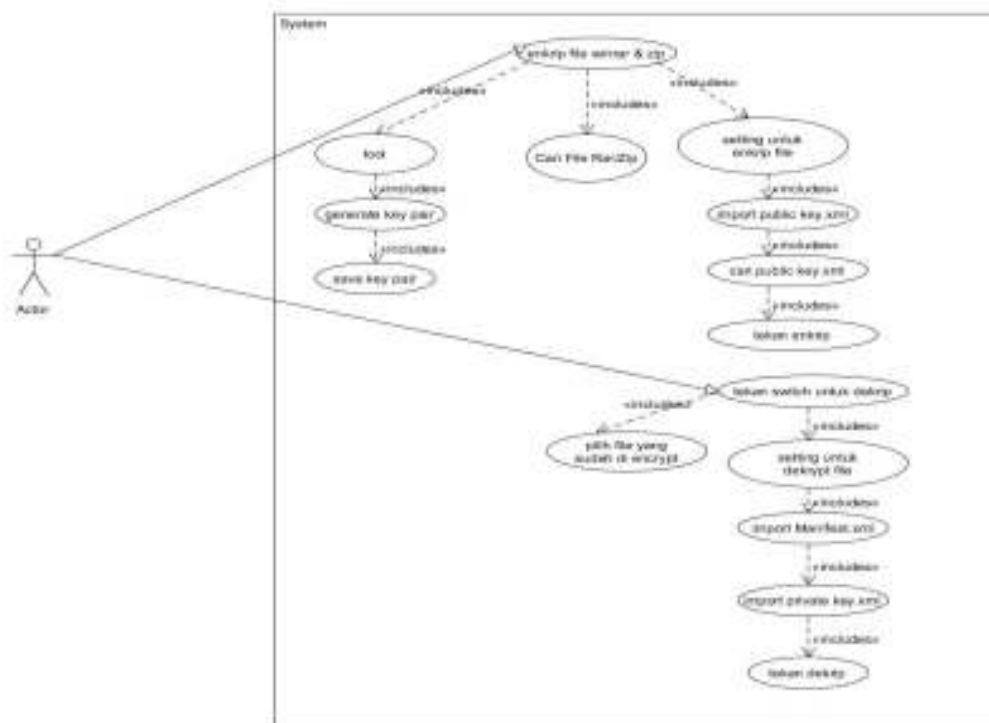 System
enkrip file winrar & zip
«includes»
«includes»
«includes»
tool
Cari File Rar/Zip
setting untuk
enkrip file
«includes»
«includes»
generate key pair
import public key.xml
«includes»
«includes»
save key pair
cari public key xml
«includes»
Actor
tekan enkrip
tekan switch untuk dekrip
«includes»
«includes»
pilih file yang
sudah di encrypt
setting untuk
dekrypt file
«includes»
import Manifest.xml
«includes»
import private key.xml
«includes»
tekan dekrip